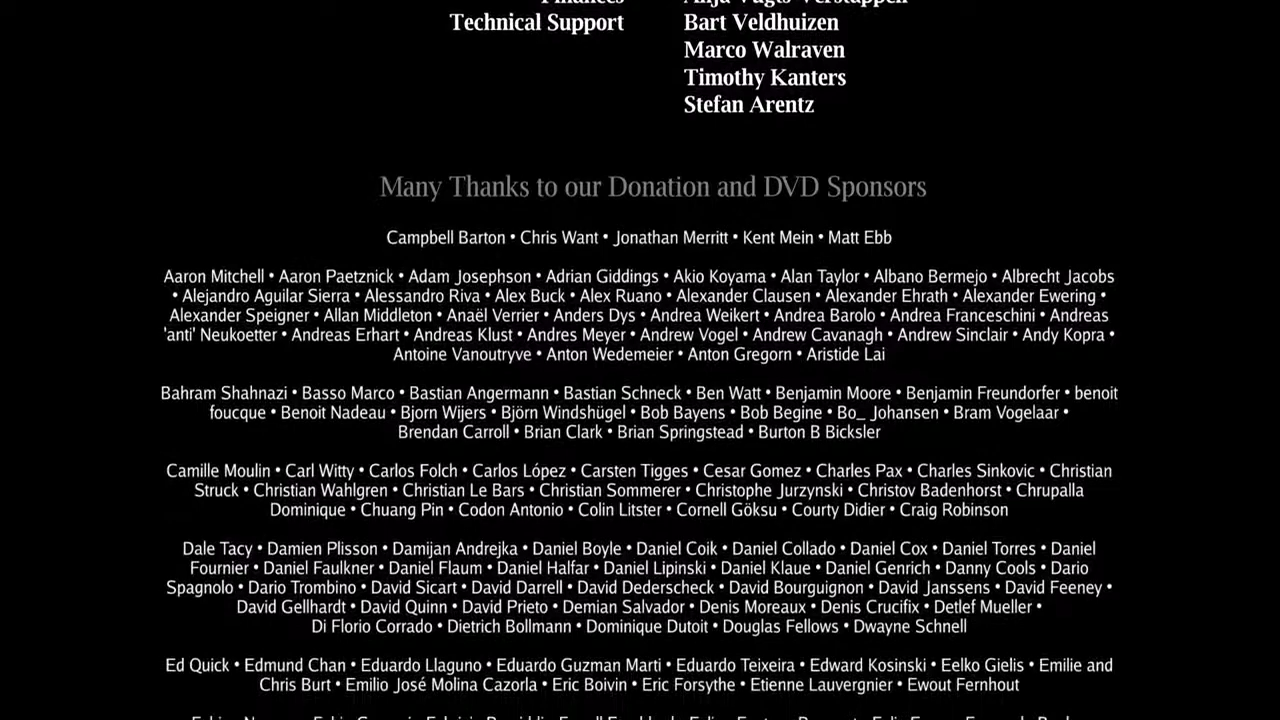 Finances Anja Vugts-Verstappen
Technical Support Bart Veldhuizen
Marco Walraven
Timothy Kanters
Stefan Arentz
Many Thanks to our Donation and DVD Sponsors
Campbell Barton • Chris Want • Jonathan Merritt • Kent Mein • Matt Ebb
Aaron Mitchell • Aaron Paetznick • Adam Josephson • Adrian Giddings • Akio Koyama • Alan Taylor • Albano Bermejo • Albrecht Jacobs
• Alejandro Aguilar Sierra • Alessandro Riva • Alex Buck • Alex Ruano • Alexander Clausen • Alexander Ehrath • Alexander Ewering •
Alexander Speigner • Allan Middleton • Anaël Verrier • Anders Dys • Andrea Weikert • Andrea Barolo • Andrea Franceschini • Andreas
'anti' Neukoetter • Andreas Erhart • Andreas Klust • Andres Meyer • Andrew Vogel • Andrew Cavanagh • Andrew Sinclair • Andy Kopra •
Antoine Vanoutryve • Anton Wedemeier • Anton Gregorn • Aristide Lai
Bahram Shahnazi • Basso Marco • Bastian Angermann • Bastian Schneck • Ben Watt • Benjamin Moore • Benjamin Freundorfer • benoit
foucque • Benoit Nadeau • Bjorn Wijers • Björn Windshügel • Bob Bayens • Bob Begine • Bo_ Johansen • Bram Vogelaar •
Brendan Carroll • Brian Clark • Brian Springstead • Burton B Bicksler
Camille Moulin • Carl Witty • Carlos Folch • Carlos López • Carsten Tigges • Cesar Gomez • Charles Pax • Charles Sinkovic • Christian
Struck • Christian Wahlgren • Christian Le Bars • Christian Sommerer • Christophe Jurzynski • Christov Badenhorst • Chrupalla
Dominique • Chuang Pin • Codon Antonio • Colin Litster • Cornell Göksu • Courty Didier • Craig Robinson
Dale Tacy • Damien Plisson • Damijan Andrejka • Daniel Boyle • Daniel Coik • Daniel Collado • Daniel Cox • Daniel Torres • Daniel
Fournier • Daniel Faulkner • Daniel Flaum • Daniel Halfar • Daniel Lipinski • Daniel Klaue • Daniel Genrich • Danny Cools • Dario
Spagnolo • Dario Trombino • David Sicart • David Darrell • David Dederscheck • David Bourguignon • David Janssens • David Feeney •
David Gellhardt • David Quinn • David Prieto • Demian Salvador • Denis Moreaux • Denis Crucifix • Detlef Mueller •
Di Florio Corrado • Dietrich Bollmann • Dominique Dutoit • Douglas Fellows • Dwayne Schnell
Ed Quick • Edmund Chan • Eduardo Llaguno • Eduardo Guzman Marti • Eduardo Teixeira • Edward Kosinski • Eelko Gielis • Emilie and
Chris Burt • Emilio José Molina Cazorla • Eric Boivin • Eric Forsythe • Etienne Lauvergnier • Ewout Fernhout